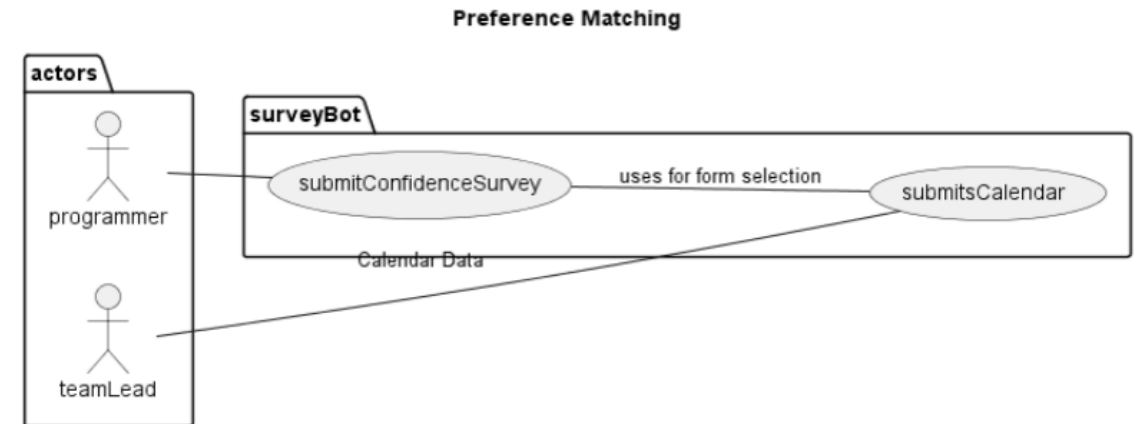 Preference Matching
actors
surveyBot
programmer
submitConfidenceSurvey
uses for form selection
submitsCalendar
Calendar Data
teamLead